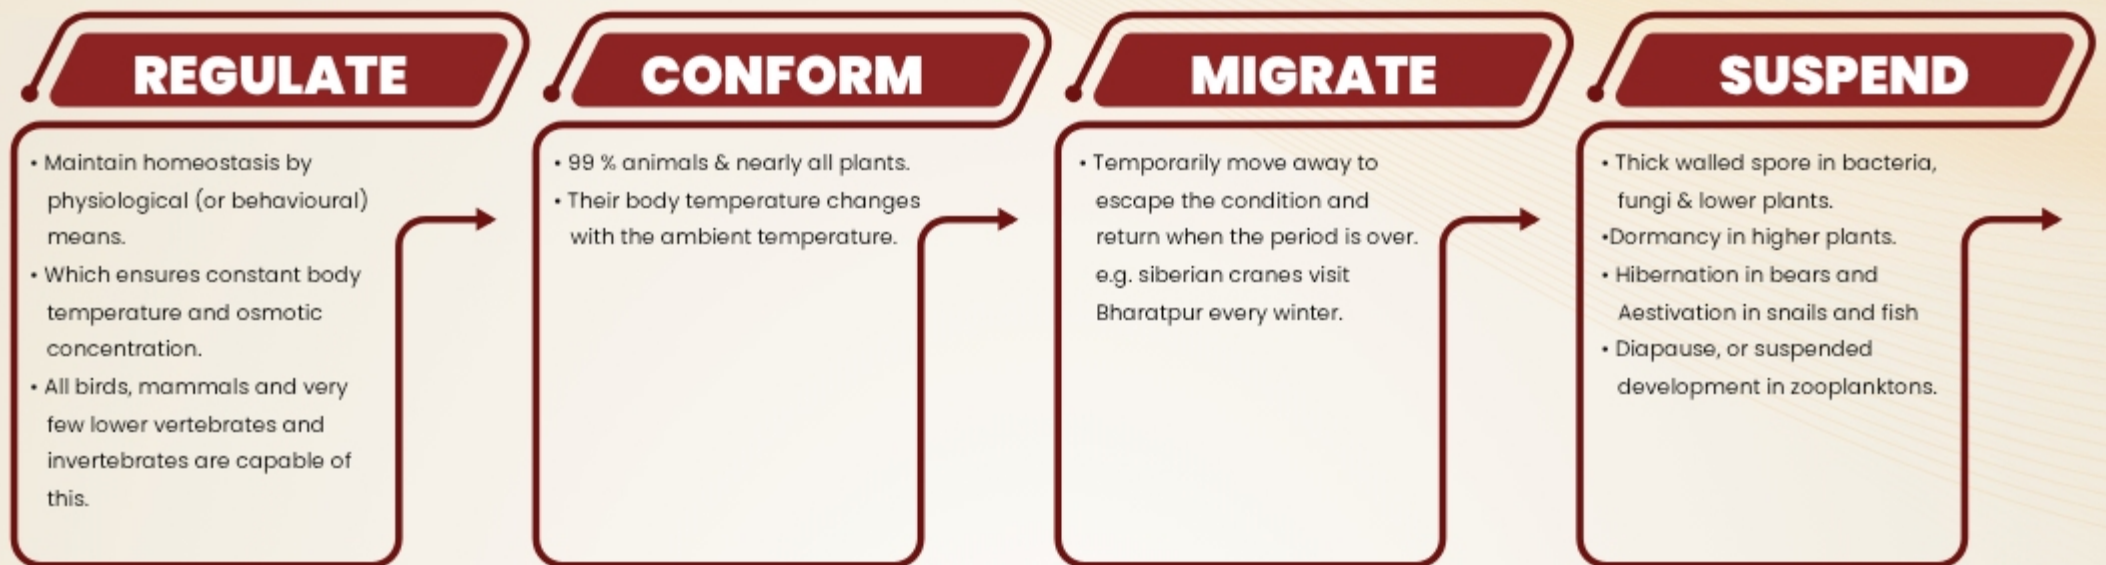 REGULATE
• Maintain homeostasis by
physiological (or behavioural)
means.
• Which ensures constant body
temperature and osmotic
concentration.
• All birds, mammals and very
few lower vertebrates and
invertebrates are capable of
this.
CONFORM
• 99 % animals & nearly all plants.
• Their body temperature changes
with the ambient temperature.
MIGRATE
• Temporarily move away to
escape the condition and
return when the period is over.
e.g. siberian cranes visit
Bharatpur every winter.
SUSPEND
• Thick walled spore in bacteria,
fungi & lower plants.
•Dormancy in higher plants.
• Hibernation in bears and
Aestivation in snails and fish
• Diapause, or suspended
development in zooplanktons.